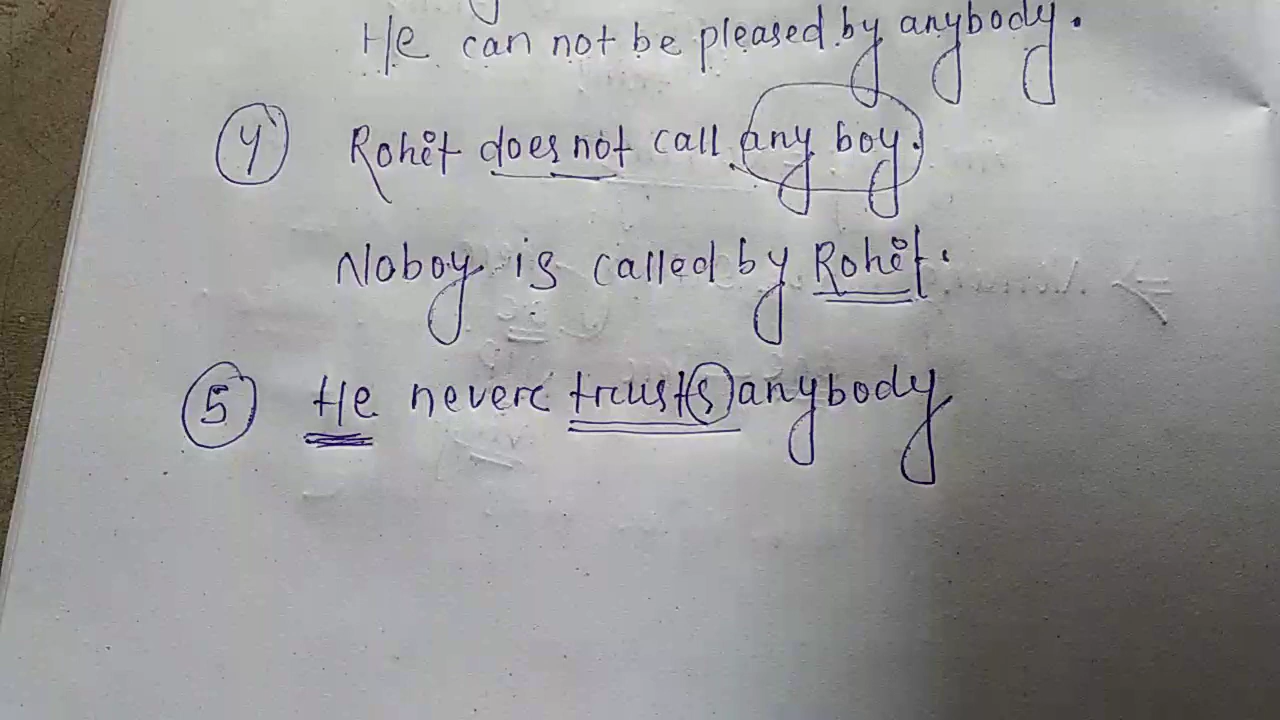 He can not be pleased by anybody.
4 Rohit does not call any boy.
Noboy is called by Rohit.
5 He never trusts anybody